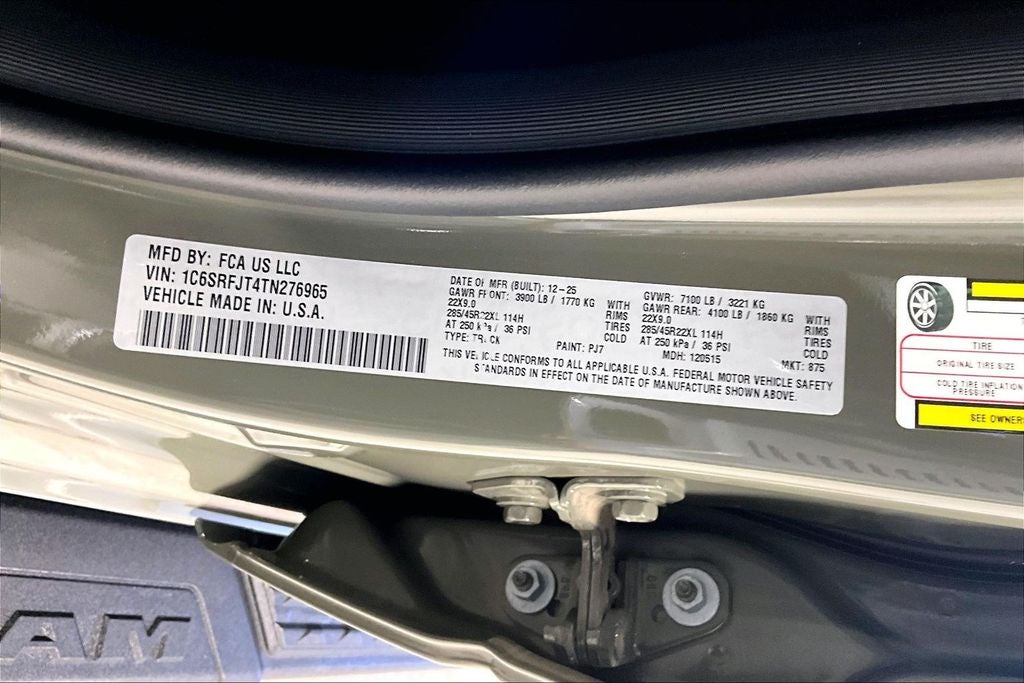 MFD BY: FCA US LLC
VIN: 1C6SRFJT4TN276965
VEHICLE MADE IN: U.S.A.
DATE OF MFR (BUILT): 12-25 GVWR: 7100 LB / 3221 KG
GAWR FRONT: 3900 LB / 1770 KG WITH GAWR REAR: 4100 LB / 1860 KG WITH
22X9.0 RIMS 22X9.0 RIMS
285/45R22XL 114H TIRES 285/45R22XL 114H TIRES
AT 250 kPa / 36 PSI COLD AT 250 kPa / 36 PSI COLD
TYPE: TRUCK PAINT: PJ7 MDH: 120515 MKT: 875
THIS VEHICLE CONFORMS TO ALL APPLICABLE U.S.A. FEDERAL MOTOR VEHICLE SAFETY
STANDARDS IN EFFECT ON THE DATE OF MANUFACTURE SHOWN ABOVE.
TIRE
ORIGINAL TIRE SIZE
COLD TIRE INFLATION
PRESSURE
SEE OWNER
AM